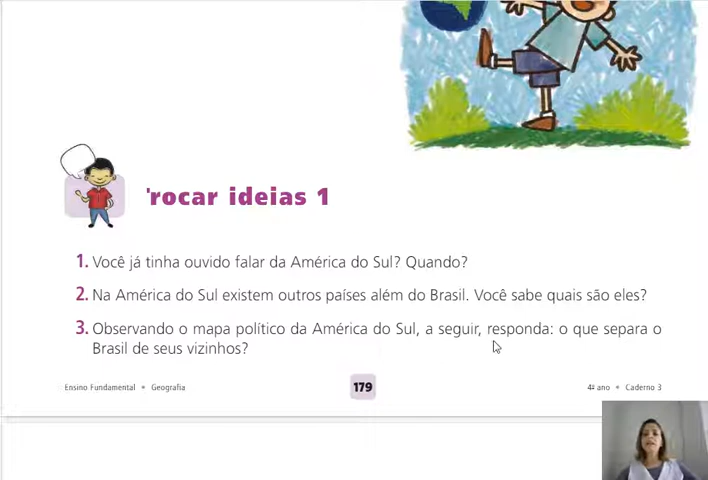 rocar ideias 1
1. Você já tinha ouvido falar da América do Sul? Quando?
2. Na América do Sul existem outros países além do Brasil. Você sabe quais são eles?
3. Observando o mapa político da América do Sul, a seguir, responda: o que separa o
Brasil de seus vizinhos?
Ensino Fundamental • Geografia
179
4º ano • Caderno 3